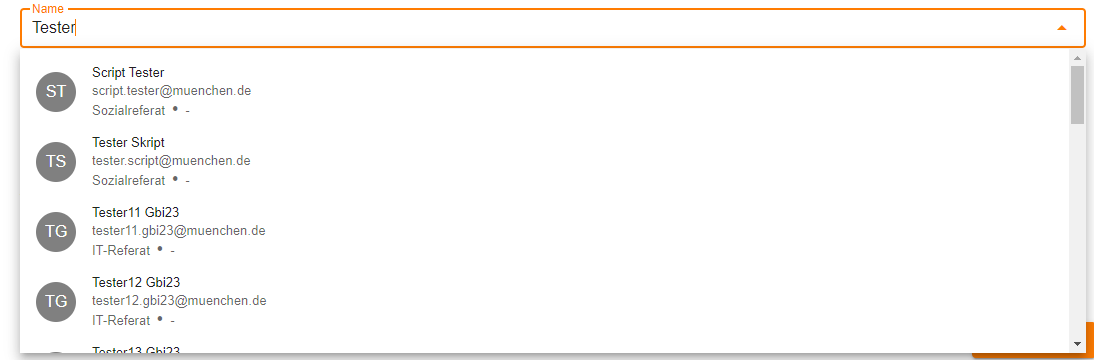 Name
Tester
ST
Script Tester
script.tester@muenchen.de
Sozialreferat • -
TS
Tester Skript
tester.script@muenchen.de
Sozialreferat • -
TG
Tester11 Gbi23
tester11.gbi23@muenchen.de
IT-Referat • -
TG
Tester12 Gbi23
tester12.gbi23@muenchen.de
IT-Referat • -
Tester13 Gbi23